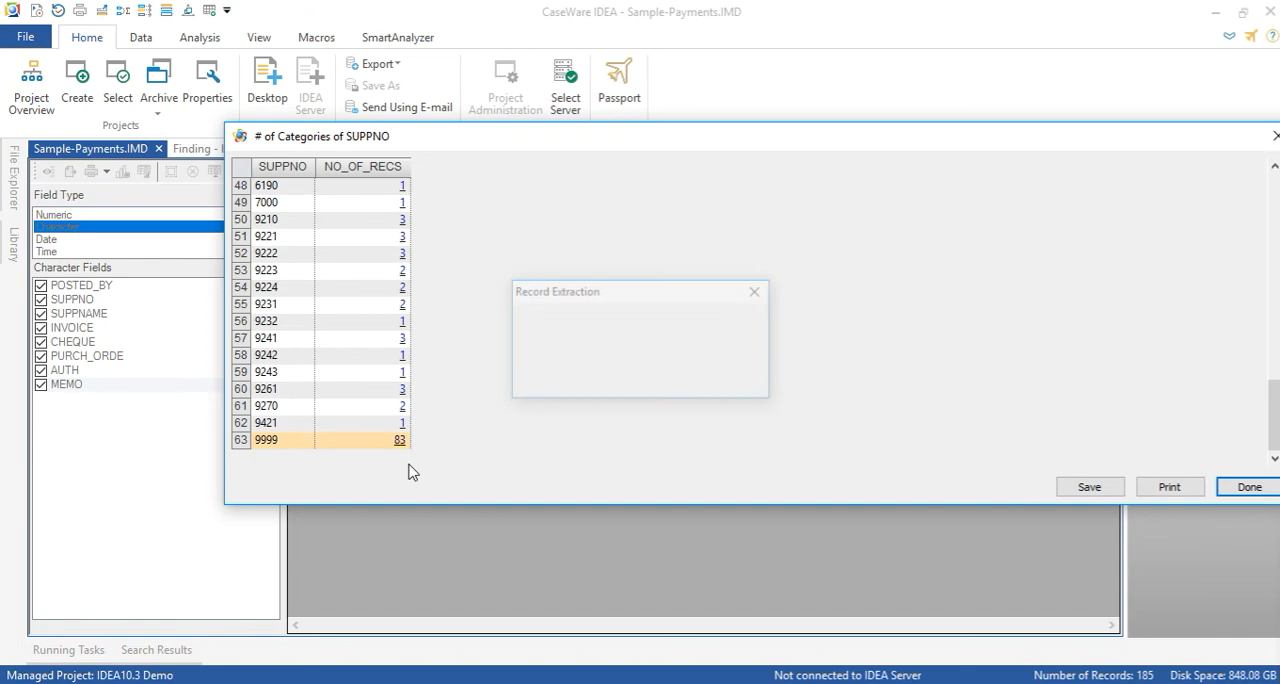 CaseWare IDEA - Sample-Payments.IMD
File Home Data Analysis View Macros SmartAnalyzer
Project Overview
Create
Select
Archive
Properties
Projects
Desktop
IDEA Server
Export
Save As
Send Using E-mail
Project Administration
Select Server
Passport
File Explorer
Library
Sample-Payments.IMD
Finding -
Field Type
Numeric
Character
Date
Time
Character Fields
POSTED_BY
SUPPNO
SUPPNAME
INVOICE
CHEQUE
PURCH_ORDE
AUTH
MEMO
# of Categories of SUPPNO
SUPPNO NO_OF_RECS
48 6190 1
49 7000 1
50 9210 3
51 9221 3
52 9222 3
53 9223 2
54 9224 2
55 9231 2
56 9232 1
57 9241 3
58 9242 1
59 9243 1
60 9261 3
61 9270 2
62 9421 1
63 9999 83
Record Extraction
Save Print Done
Running Tasks Search Results
Managed Project: IDEA10.3 Demo Not connected to IDEA Server Number of Records: 185 Disk Space: 848.08 GB